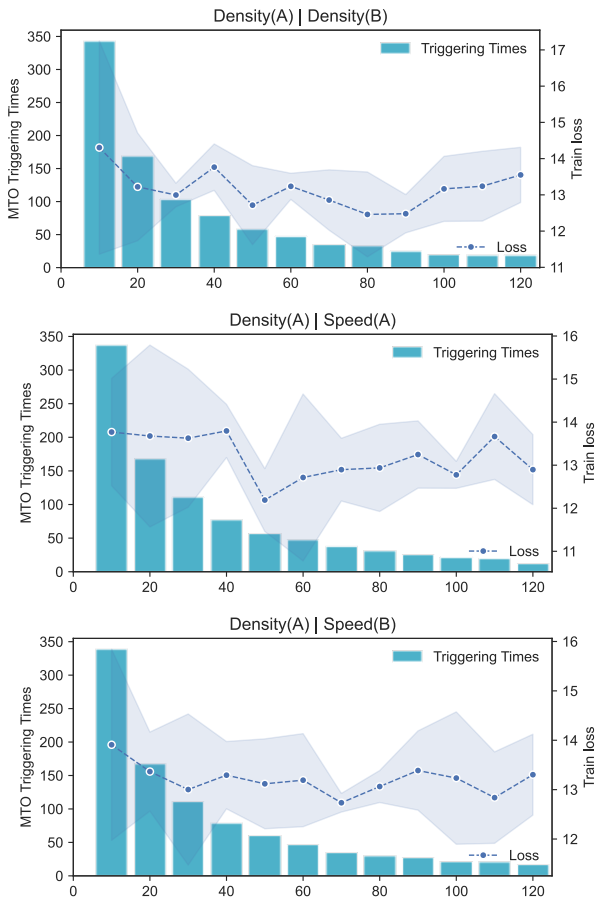 Density(A) | Density(B)
MTO Triggering Times
350
300
250
200
150
100
50
0
Triggering Times
Loss
17
16
15
14
13
12
11
Train loss
0 20 40 60 80 100 120
Density(A) | Speed(A)
MTO Triggering Times
350
300
250
200
150
100
50
0
Triggering Times
Loss
16
15
14
13
12
11
Train loss
0 20 40 60 80 100 120
Density(A) | Speed(B)
MTO Triggering Times
350
300
250
200
150
100
50
0
Triggering Times
Loss
16
15
14
13
12
Train loss
0 20 40 60 80 100 120